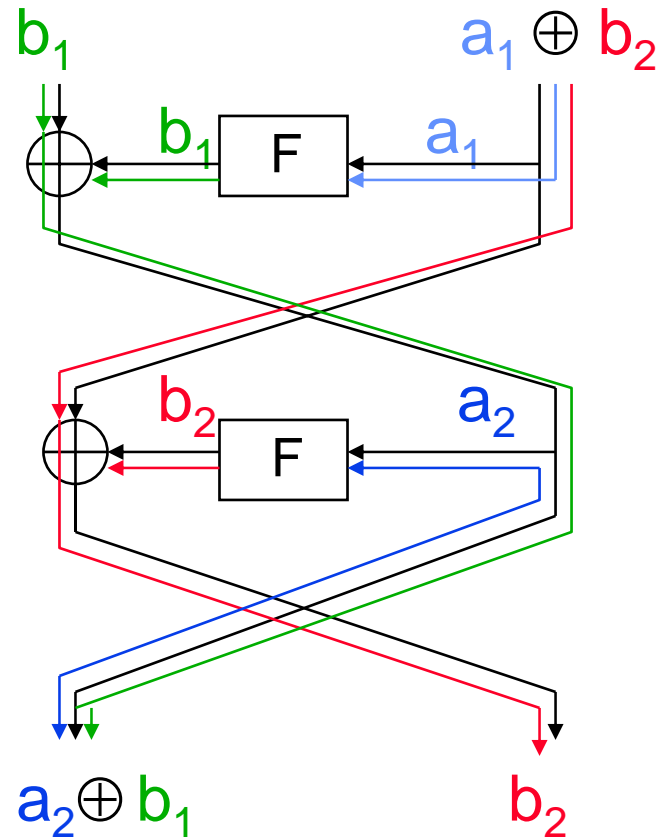 b₁ a₁ ⊕ b₂
b₁ F a₁
b₂ F a₂
a₂ ⊕ b₁ b₂